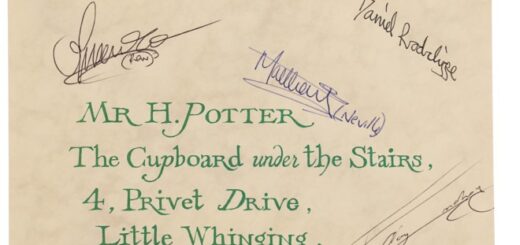 Daniel Radcliffe
(Ron)
(Neville)
MR H. POTTER
The Cupboard under the Stairs,
4, Privet Drive,
Little Whinging,